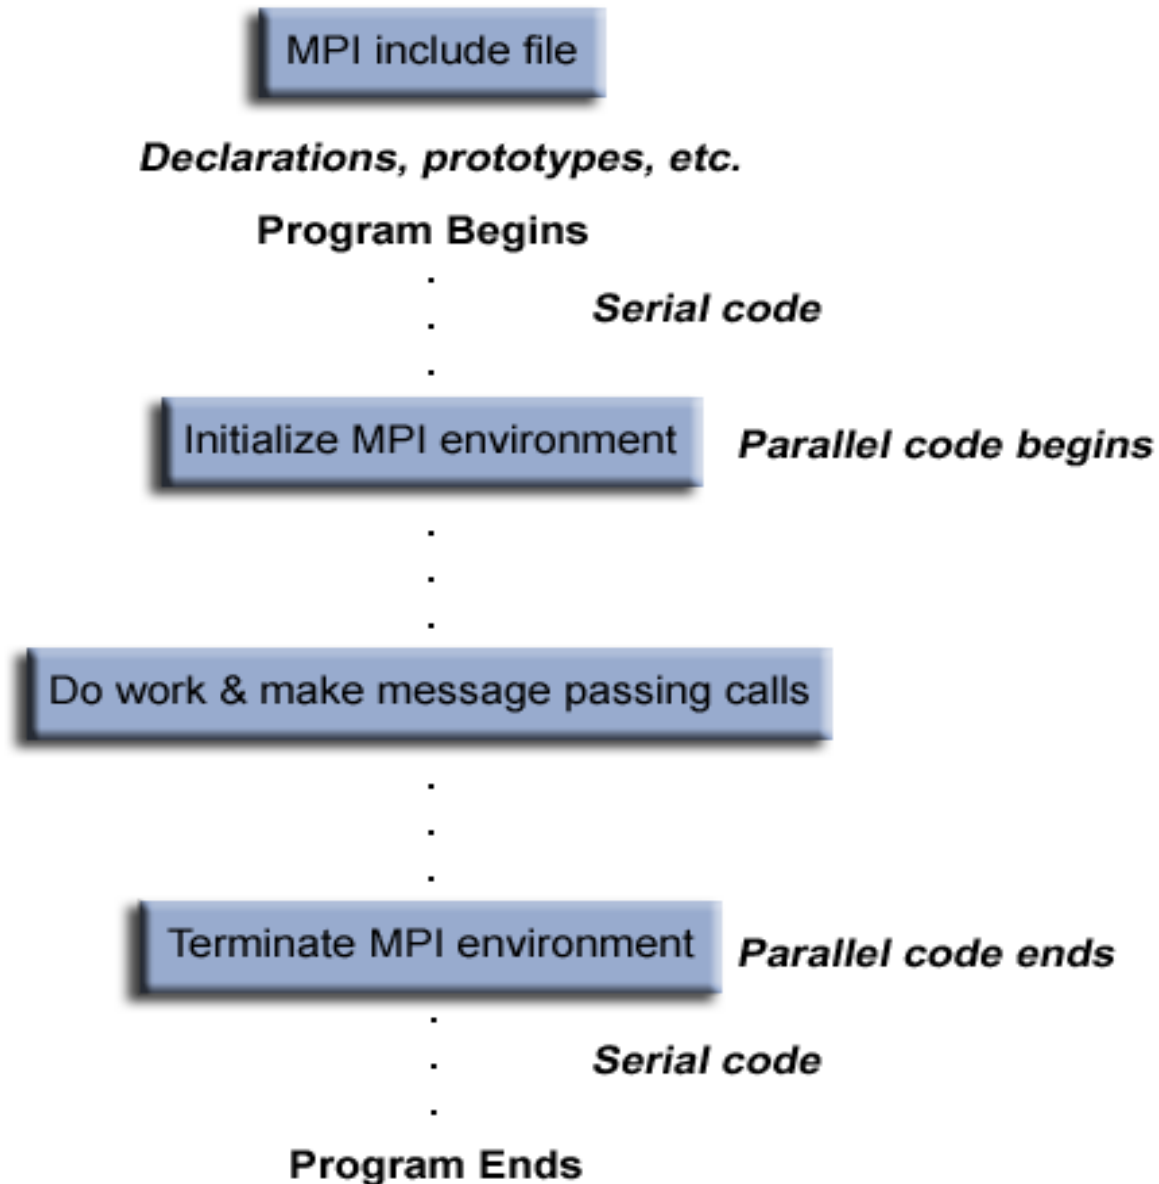 MPI include file
Declarations, prototypes, etc.
Program Begins
.
Serial code
.
.
Initialize MPI environment
Parallel code begins
.
.
.
Do work & make message passing calls
.
.
.
Terminate MPI environment
Parallel code ends
.
Serial code
.
.
Program Ends